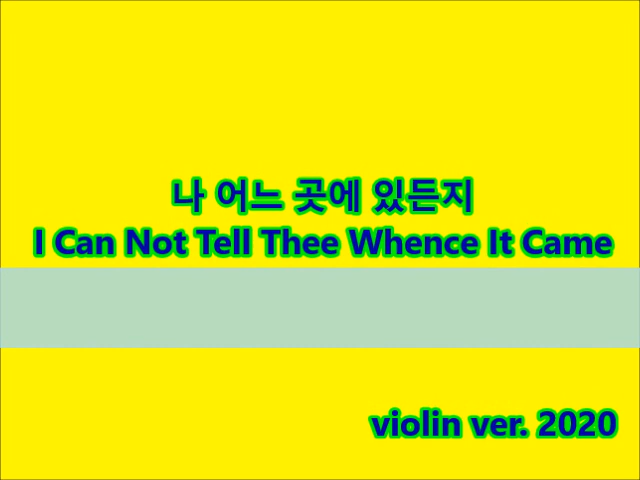 나 어느 곳에 있든지
I Can Not Tell Thee Whence It Came
violin ver. 2020